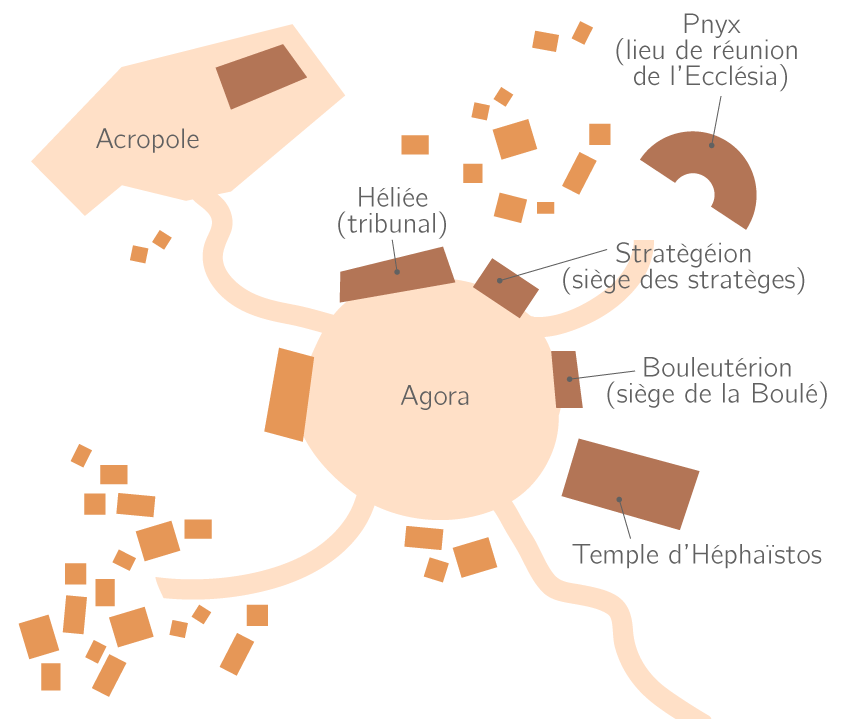 Pnyx
(lieu de réunion
de l'Ecclésia)
Acropole
Héliée
(tribunal)
Stratègéion
(siège des stratèges)
Bouleutérion
(siège de la Boulé)
Agora
Temple d'Héphaïstos